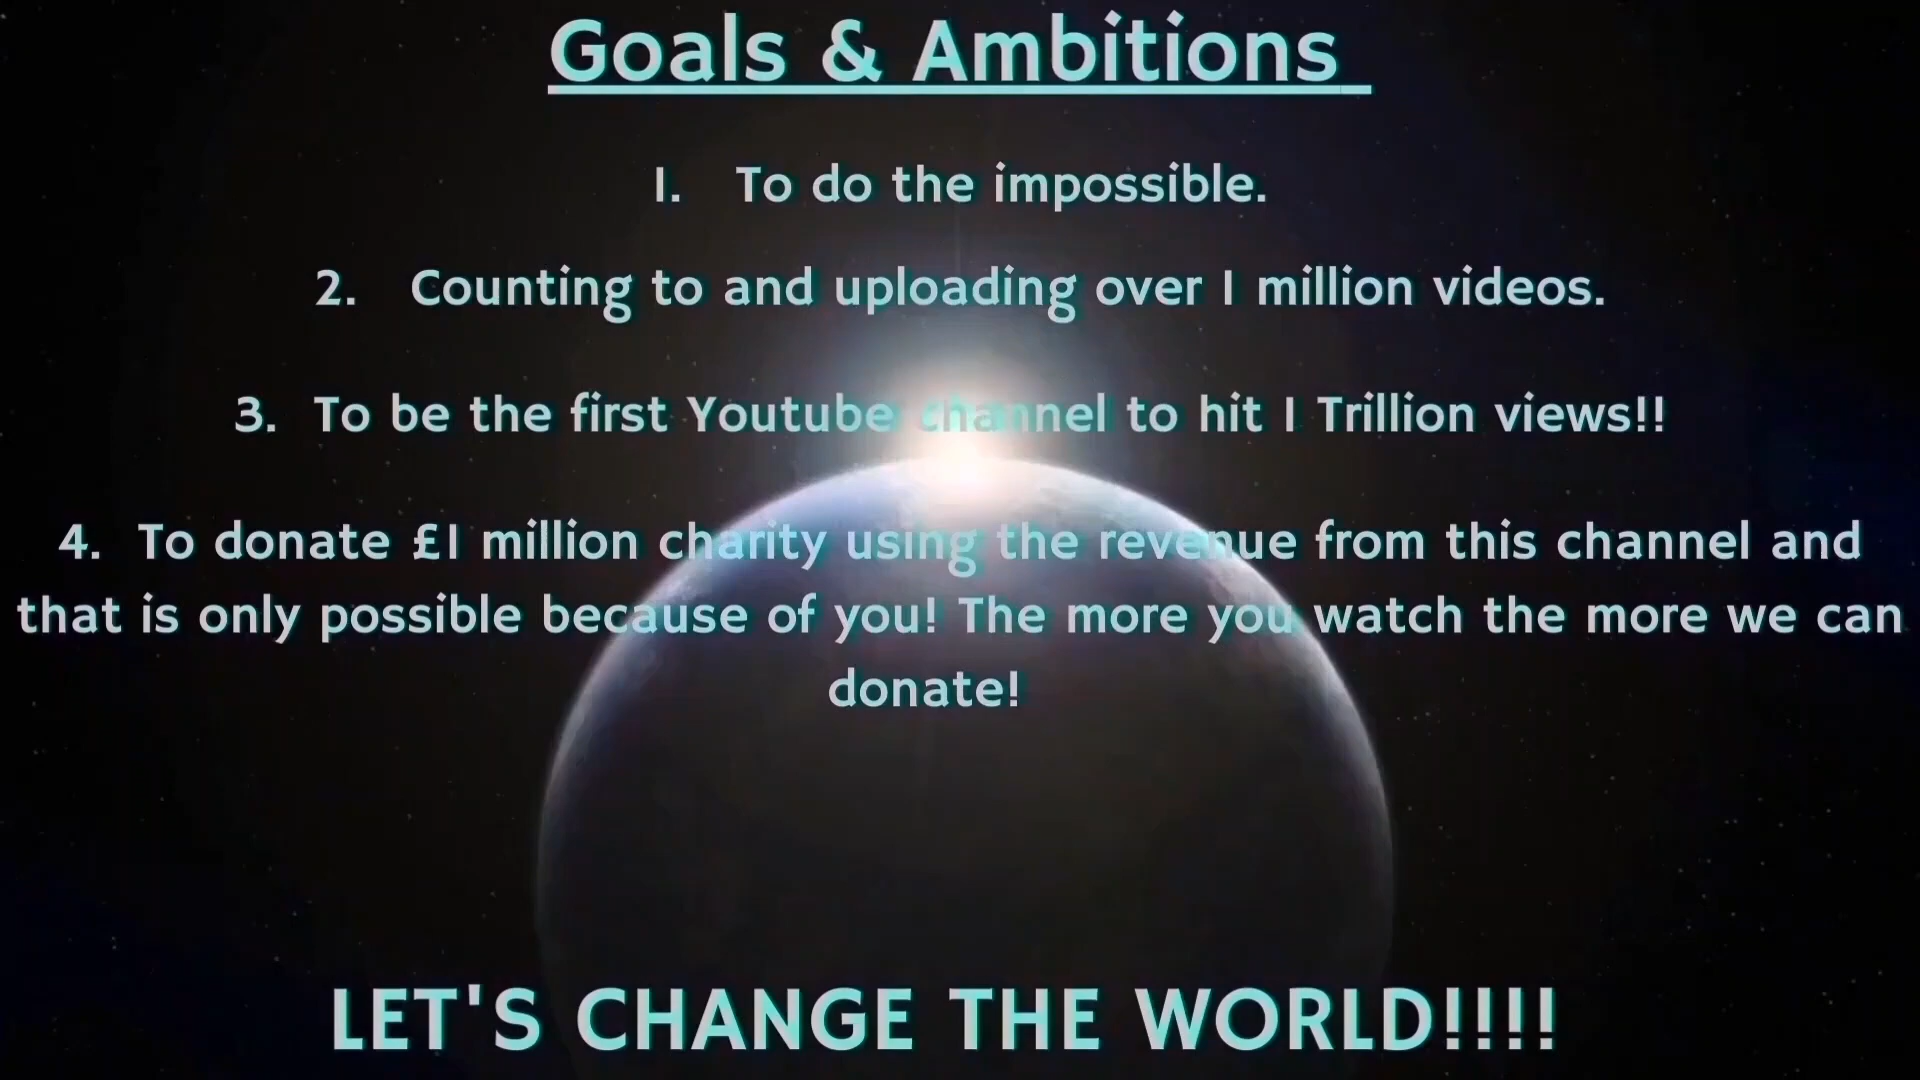 Goals & Ambitions
1. To do the impossible.
2. Counting to and uploading over 1 million videos.
3. To be the first Youtube channel to hit 1 Trillion views!!
4. To donate £1 million charity using the revenue from this channel and
that is only possible because of you! The more you watch the more we can
donate!
LET'S CHANGE THE WORLD!!!!